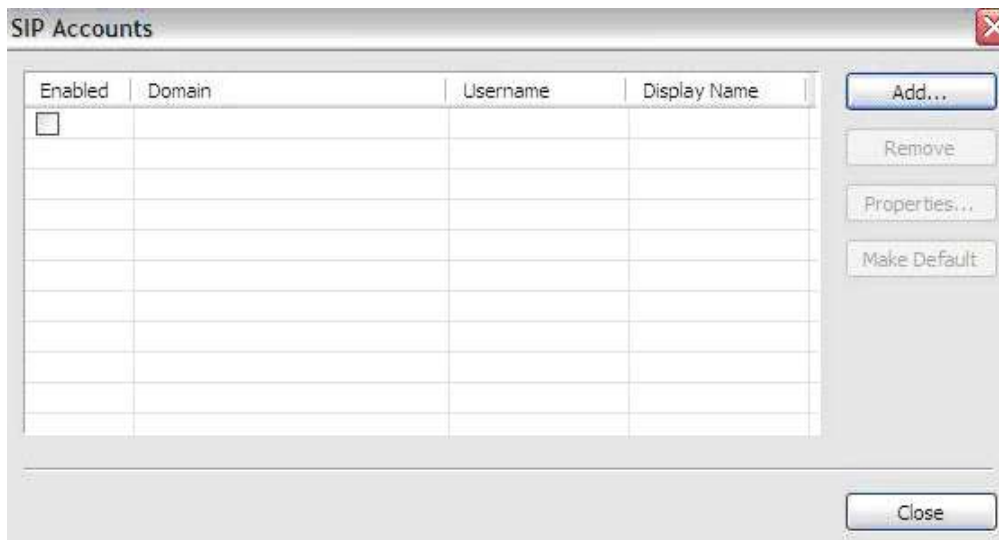 SIP Accounts
Enabled Domain Username Display Name
Add...
Remove
Properties...
Make Default
Close